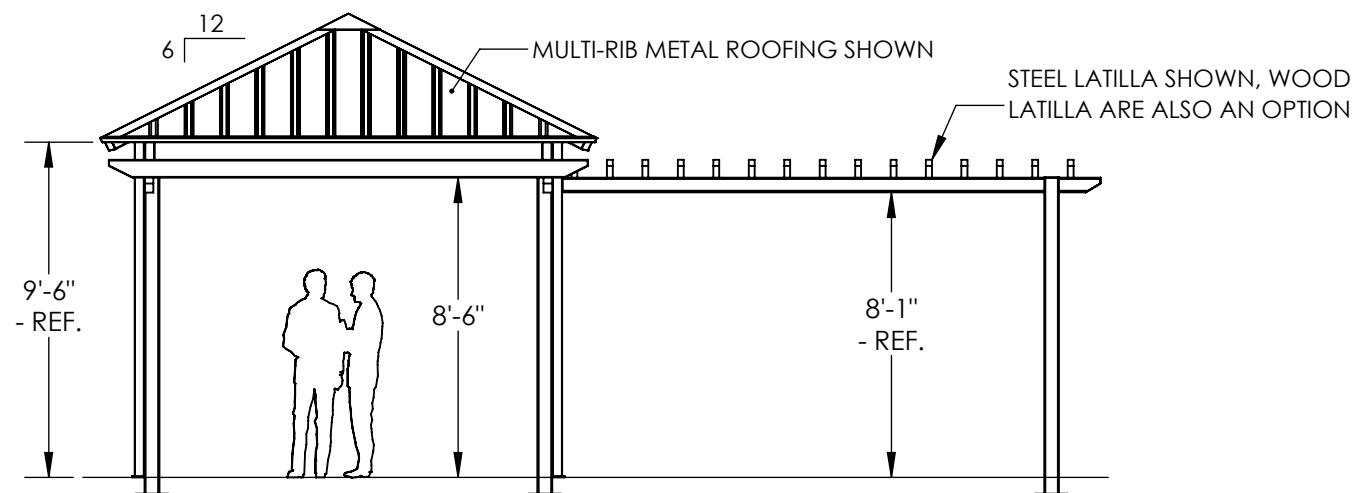 12
6
MULTI-RIB METAL ROOFING SHOWN
STEEL LATILLA SHOWN, WOOD
LATILLA ARE ALSO AN OPTION
9'-6"
- REF.
8'-6"
8'-1"
- REF.